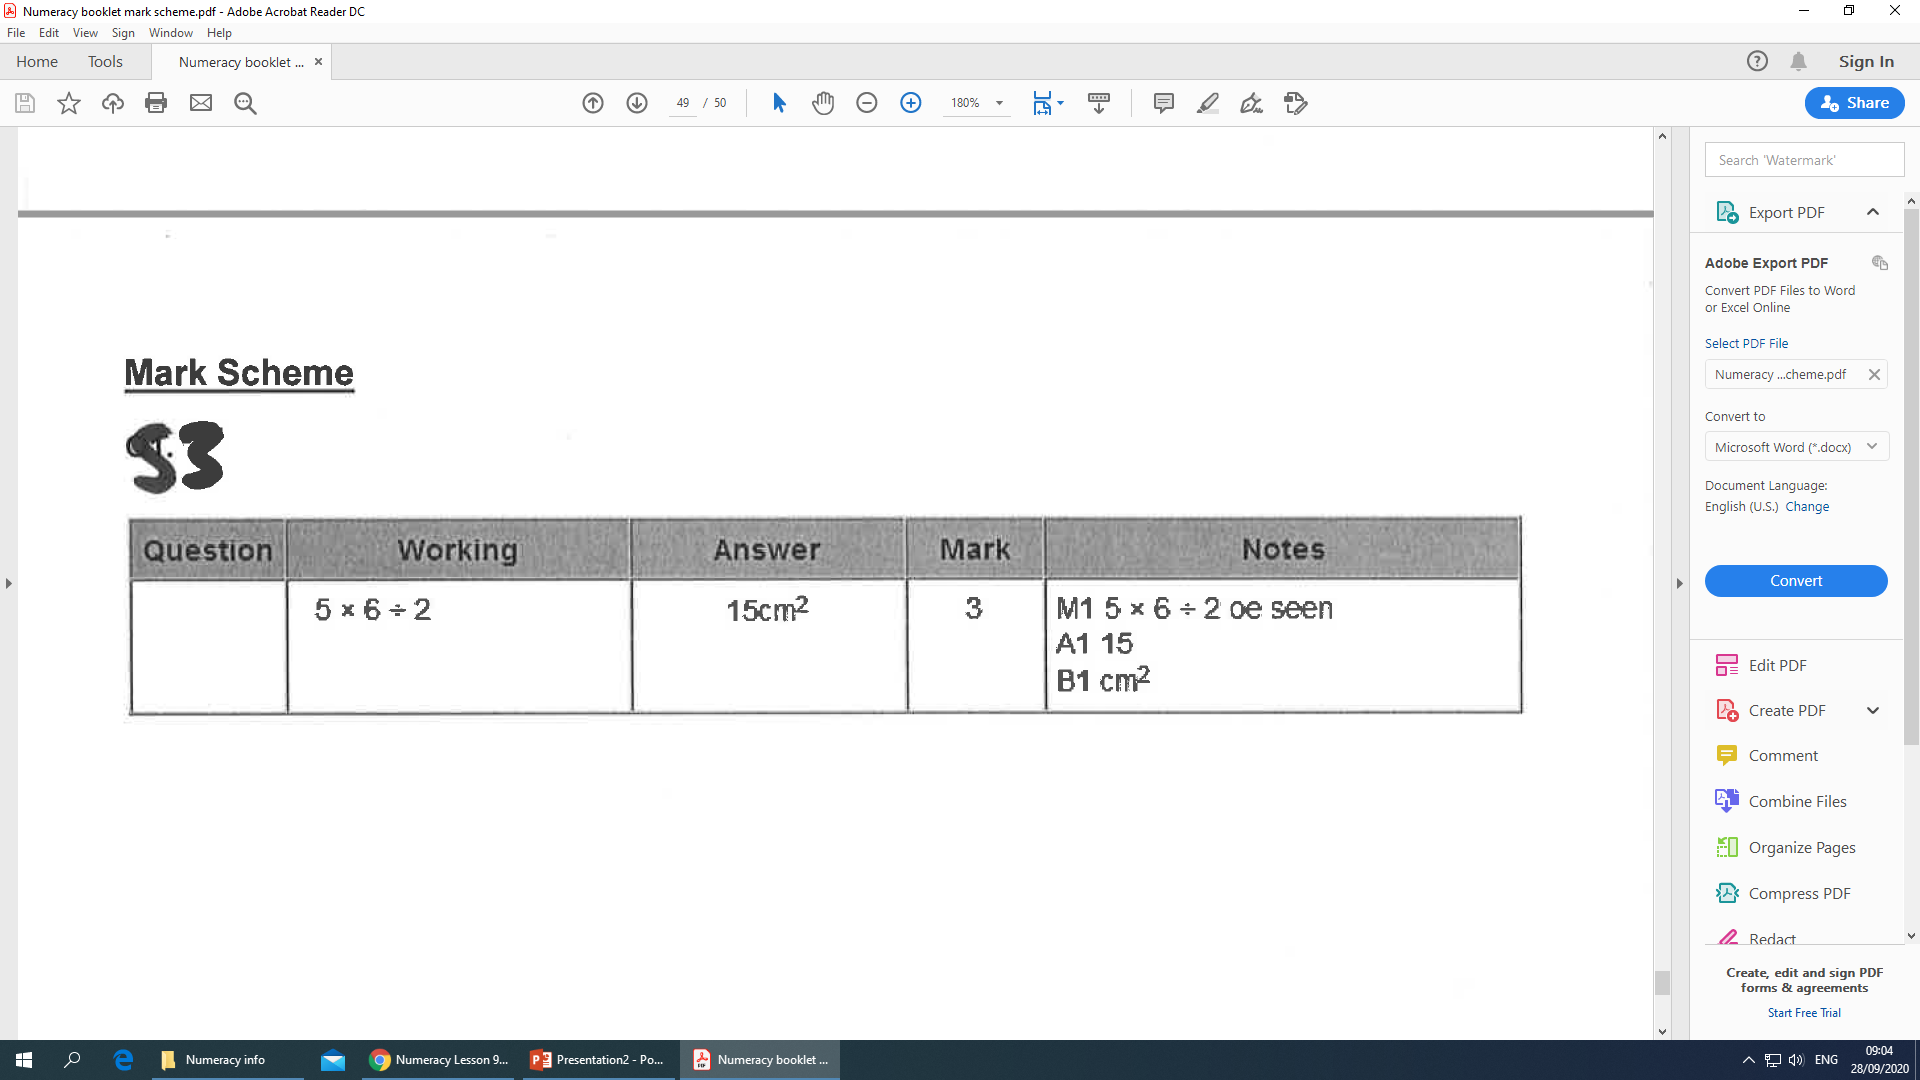 Numeracy booklet mark scheme.pdf - Adobe Acrobat Reader DC
File Edit View Sign Window Help
Home Tools Numeracy booklet ... × Sign In
49 / 50 180% Share
Search 'Watermark'
Export PDF
Adobe Export PDF
Convert PDF Files to Word
or Excel Online
Select PDF File
Numeracy ...cheme.pdf
Convert to
Microsoft Word (*.docx)
Document Language:
English (U.S.) Change
Convert
Edit PDF
Create PDF
Comment
Combine Files
Organize Pages
Compress PDF
Redact
Create, edit and sign PDF
forms & agreements
Start Free Trial
Mark Scheme
S3
Question Working Answer Mark Notes
5 × 6 ÷ 2 15cm² 3 M1 5 × 6 ÷ 2 oe seen
A1 15
B1 cm²
Numeracy info Numeracy Lesson 9... Presentation2 - Po... Numeracy booklet ... ENG 09:04
28/09/2020